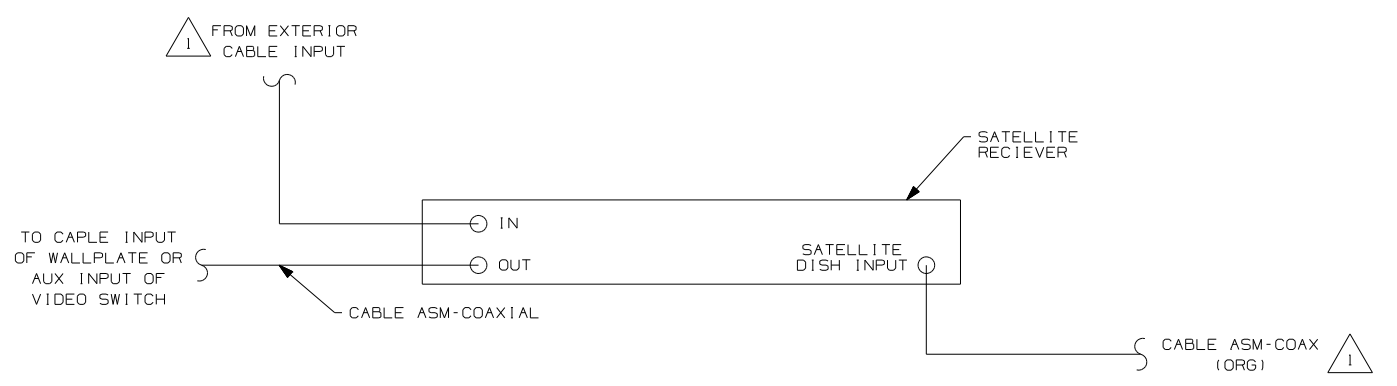 1
FROM EXTERIOR
CABLE INPUT
SATELLITE
RECIEVER
IN
TO CAPLE INPUT
OF WALLPLATE OR
AUX INPUT OF
VIDEO SWITCH
OUT
SATELLITE
DISH INPUT
CABLE ASM-COAXIAL
CABLE ASM-COAX
(ORG)
1